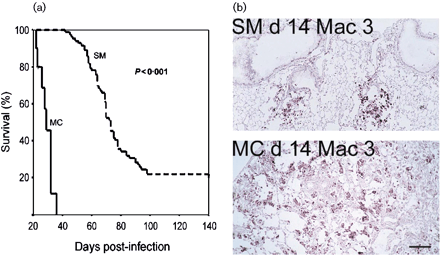 (a)
100
80
60
40
20
Survival (%)
SM
MC
P<0·001
20 40 60 80 100 120 140
Days post-infection
(b)
SM d 14 Mac 3
MC d 14 Mac 3